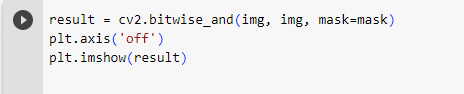 result = cv2.bitwise_and(img, img, mask=mask)
plt.axis('off')
plt.imshow(result)